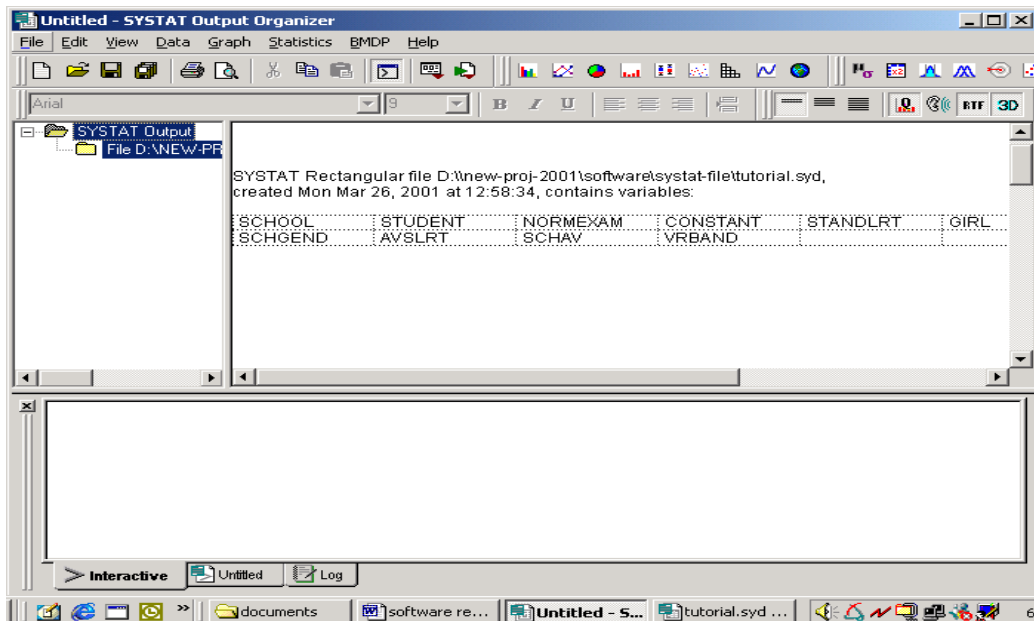 Untitled - SYSTAT Output Organizer
File Edit View Data Graph Statistics BMDP Help
Arial 9 B I U RTF 3D
SYSTAT Output
File D:\NEW-PR
SYSTAT Rectangular file D:\\new-proj-2001\software\systat-file\tutorial.syd,
created Mon Mar 26, 2001 at 12:58:34, contains variables:
SCHOOL STUDENT NORMEXAM CONSTANT STANDLRT GIRL
SCHGEND AVSLRT SCHAV VRBAND
Interactive Untitled Log
documents software re... Untitled - S... tutorial.syd ... 6